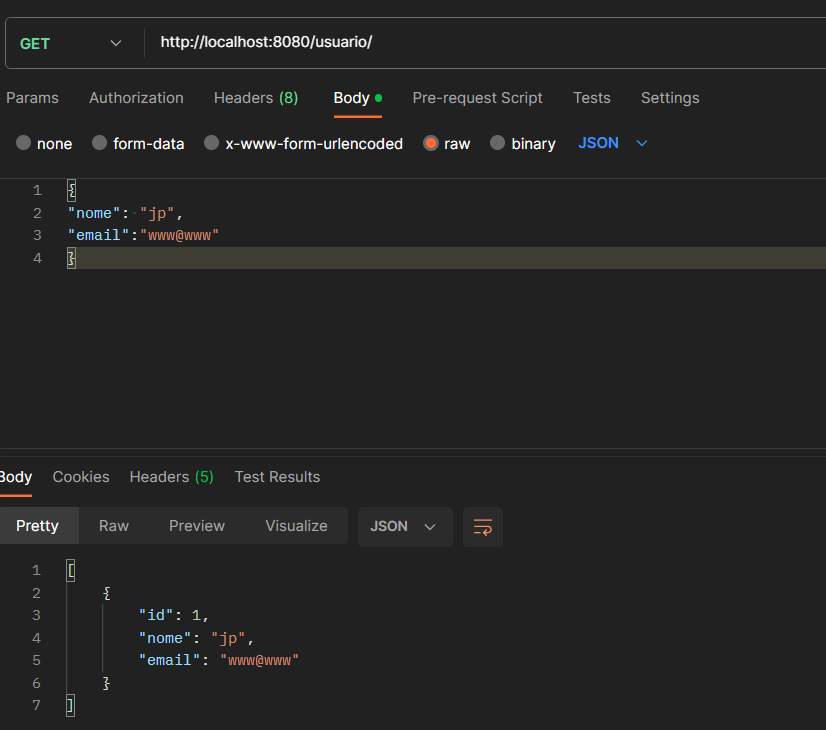 GET http://localhost:8080/usuario/
Params Authorization Headers (8) Body Pre-request Script Tests Settings
none form-data x-www-form-urlencoded raw binary JSON
1 {
2 "nome": "jp",
3 "email":"www@www"
4 }
Body Cookies Headers (5) Test Results
Pretty Raw Preview Visualize JSON
1 [
2 {
3 "id": 1,
4 "nome": "jp",
5 "email": "www@www"
6 }
7 ]